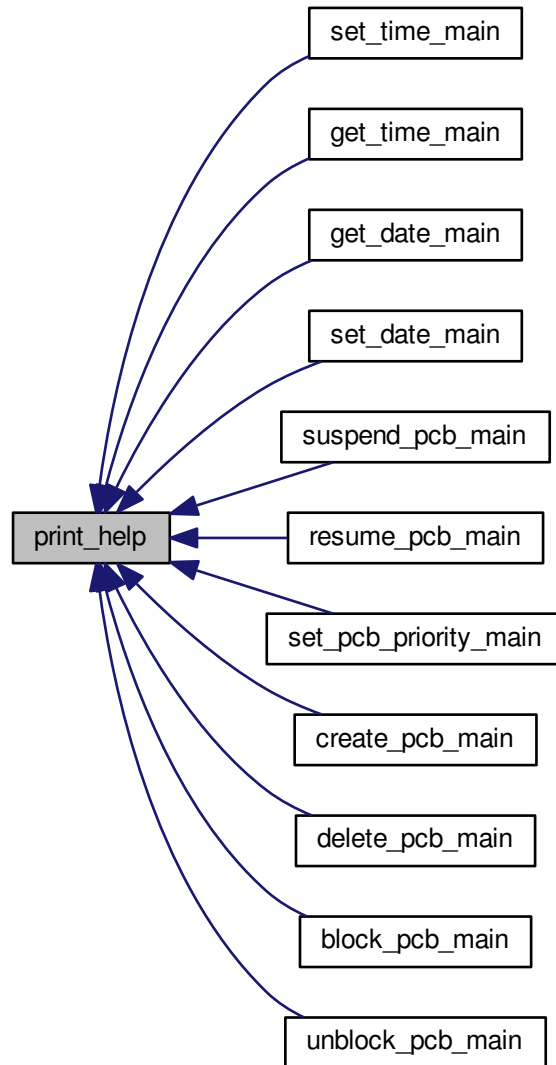 set_time_main
get_time_main
get_date_main
set_date_main
suspend_pcb_main
print_help
resume_pcb_main
set_pcb_priority_main
create_pcb_main
delete_pcb_main
block_pcb_main
unblock_pcb_main